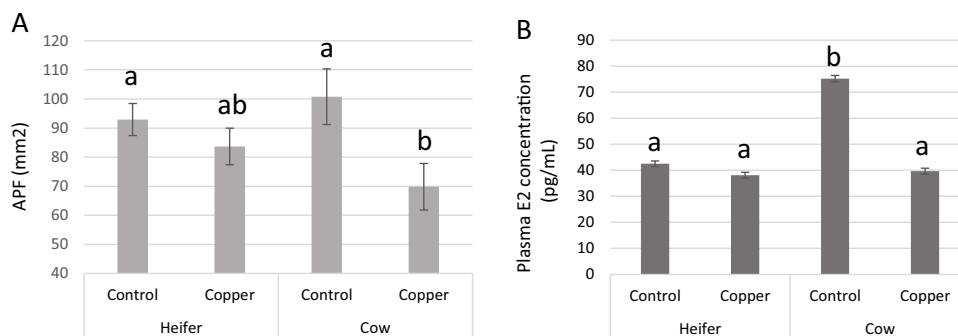 A
APF (mm2)
120
110
100
90
80
70
60
50
40
a
ab
a
b
Control Copper Control Copper
Heifer Cow
B
Plasma E2 concentration
(pg/mL)
90
80
70
60
50
40
30
20
10
0
a
a
b
a
Control Copper Control Copper
Heifer Cow